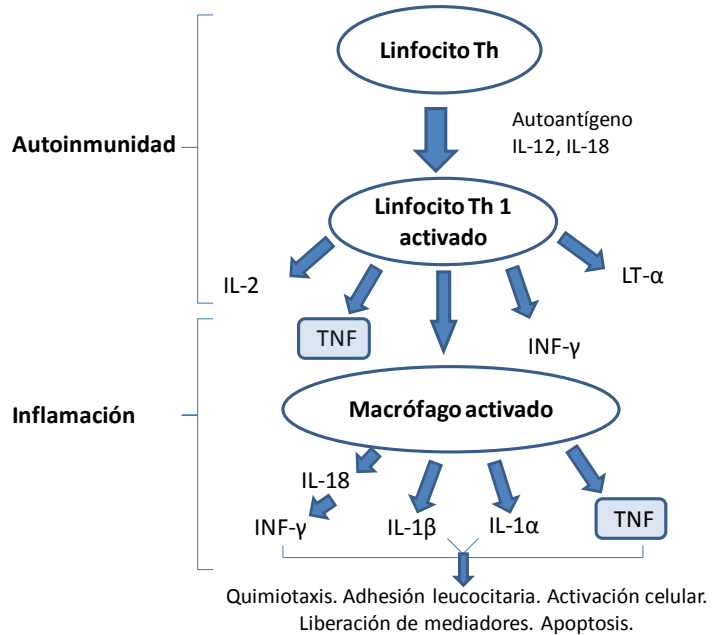 Linfocito Th
Autoinmunidad
Autoantígeno
IL-12, IL-18
Linfocito Th 1
activado
IL-2
LT-α
TNF
INF-γ
Inflamación
Macrófago activado
IL-18
INF-γ
IL-1β
IL-1α
TNF
Quimiotaxis. Adhesión leucocitaria. Activación celular.
Liberación de mediadores. Apoptosis.